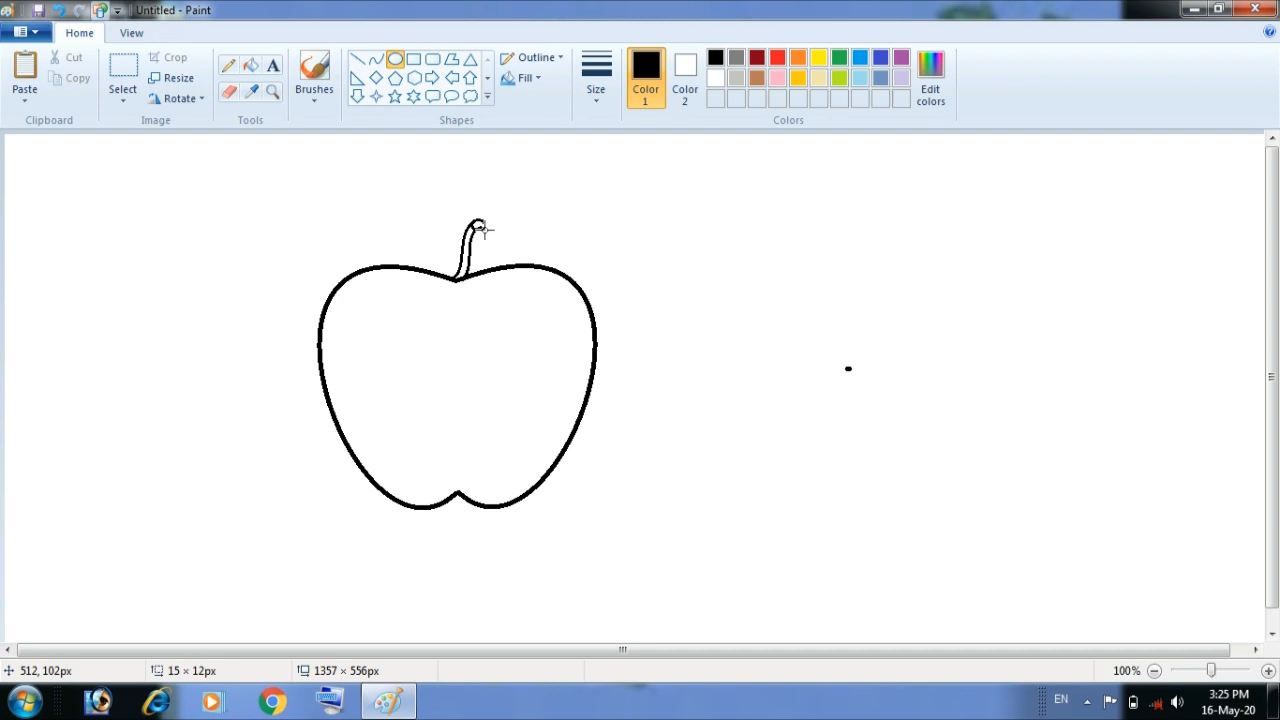 Untitled - Paint
Home View
Cut
Copy
Paste
Clipboard
Crop
Resize
Rotate
Select
Image
Tools
Brushes
Outline
Fill
Shapes
Size
Color 1
Color 2
Edit colors
Colors
512, 102px
15 × 12px
1357 × 556px
100%
EN
3:25 PM
16-May-20